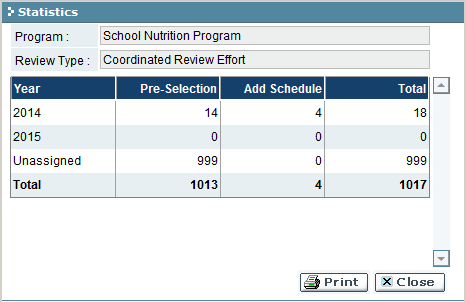 Statistics
Program : School Nutrition Program
Review Type : Coordinated Review Effort
Year Pre-Selection Add Schedule Total
2014 14 4 18
2015 0 0 0
Unassigned 999 0 999
Total 1013 4 1017
Print Close